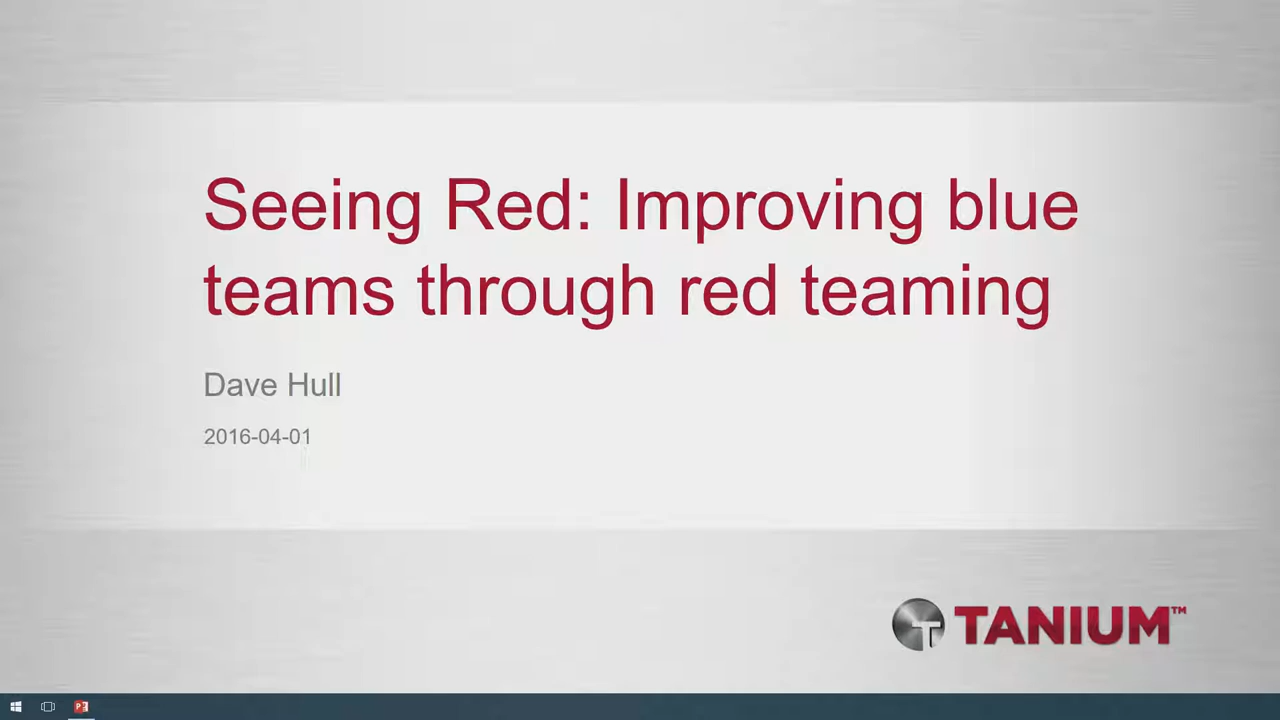 Seeing Red: Improving blue
teams through red teaming
Dave Hull
2016-04-01
T TANIUM™